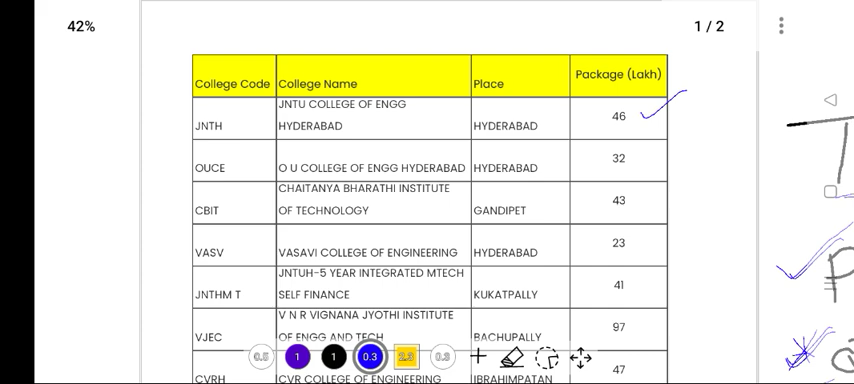 42%
1 / 2
College Code College Name Place Package (Lakh)
JNTU COLLEGE OF ENGG
JNTH HYDERABAD HYDERABAD 46
OUCE O U COLLEGE OF ENGG HYDERABAD HYDERABAD 32
CHAITANYA BHARATHI INSTITUTE
CBIT OF TECHNOLOGY GANDIPET 43
VASV VASAVI COLLEGE OF ENGINEERING HYDERABAD 23
JNTUH-5 YEAR INTEGRATED MTECH
JNTHM T SELF FINANCE KUKATPALLY 41
V N R VIGNANA JYOTHI INSTITUTE
VJEC OF ENGG AND TECH BACHUPALLY 97
0.5 1 1 0.3 2.3 0.3
CVRH CVR COLLEGE OF ENGINEERING IBRAHIMPATAN 47